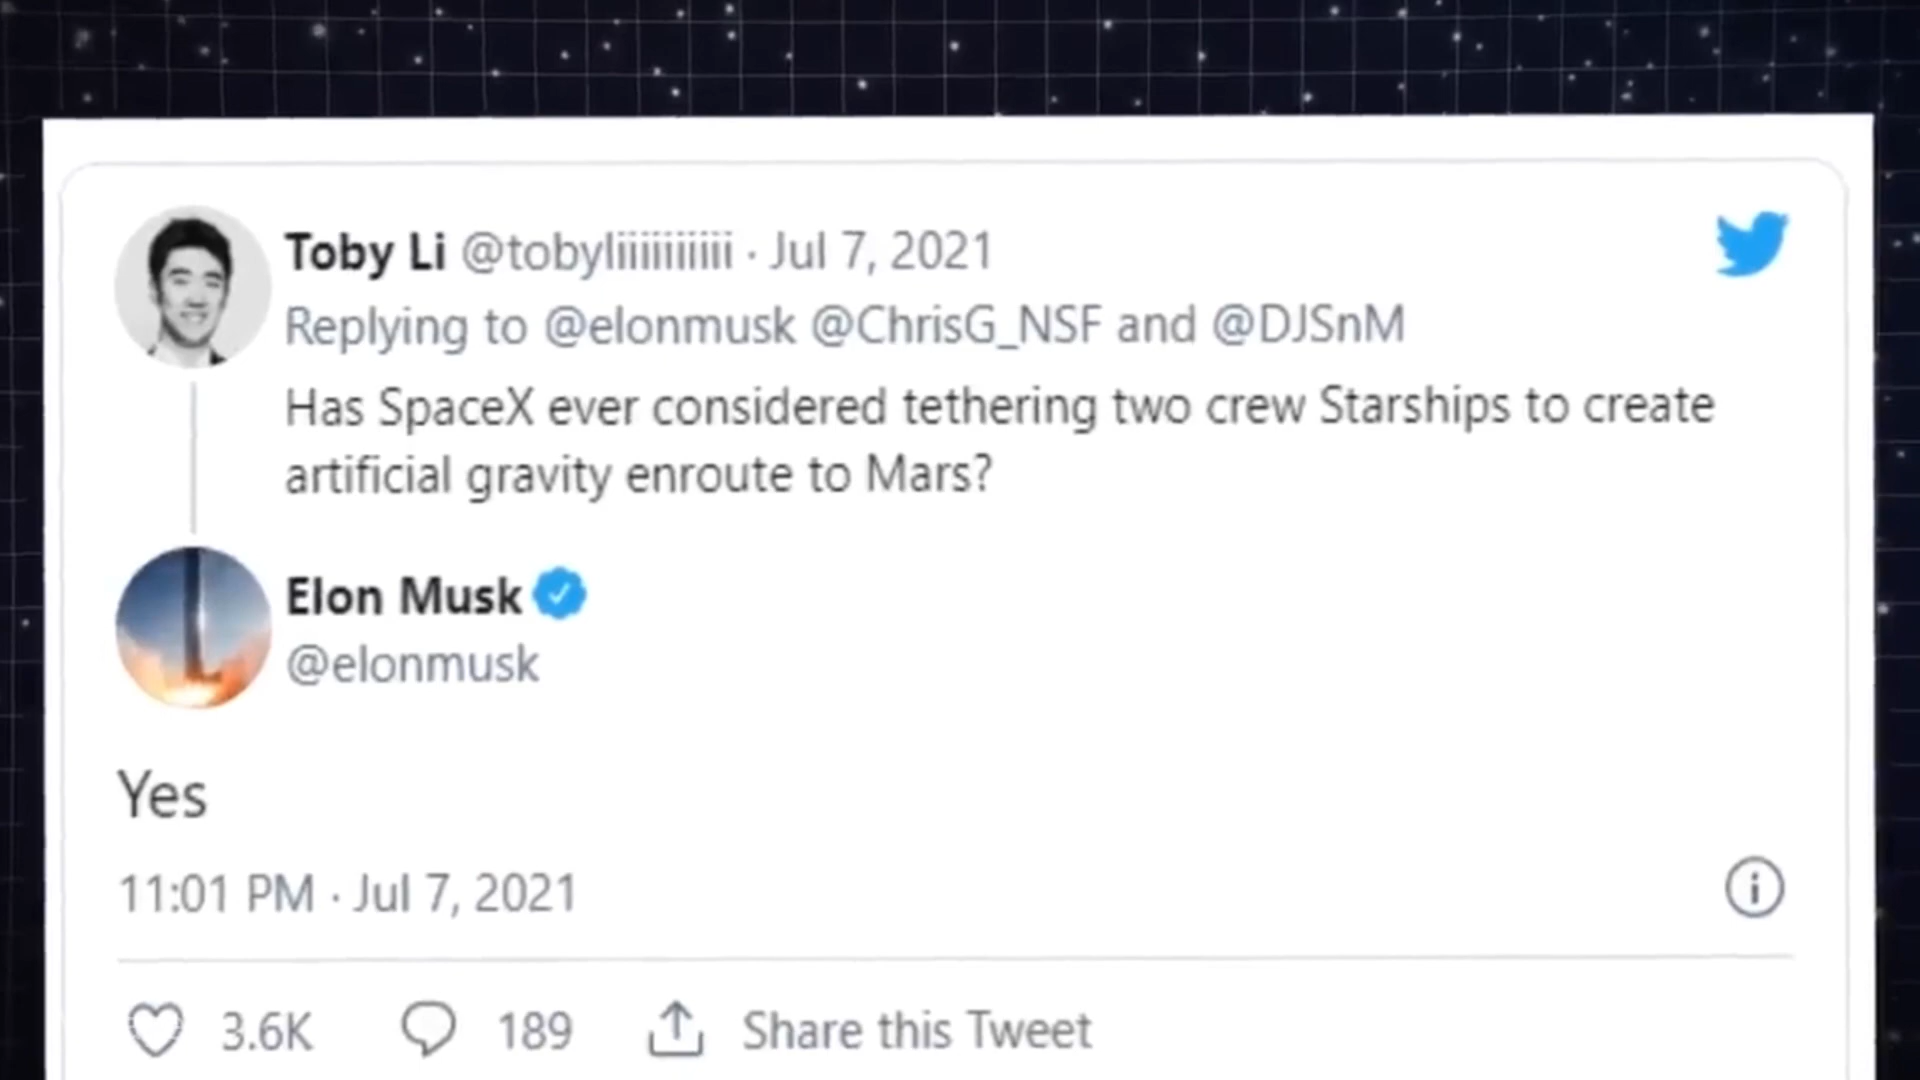 Toby Li @tobyliiiiiiiiiii · Jul 7, 2021
Replying to @elonmusk @ChrisG_NSF and @DJSnM
Has SpaceX ever considered tethering two crew Starships to create
artificial gravity enroute to Mars?
Elon Musk
@elonmusk
Yes
11:01 PM · Jul 7, 2021
3.6K 189 Share this Tweet